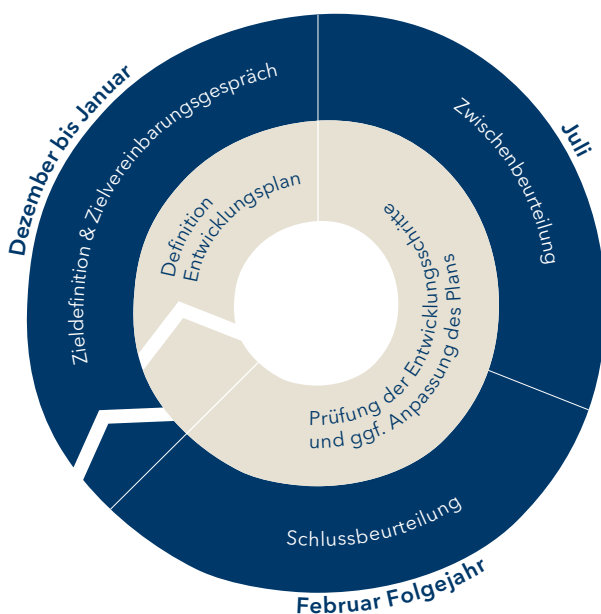 Dezember bis Januar
Zieldefinition & Zielvereinbarungsgespräch
Definition
Entwicklungsplan
Juli
Zwischenbeurteilung
Prüfung der Entwicklungsschritte
und ggf. Anpassung des Plans
Schlussbeurteilung
Februar Folgejahr